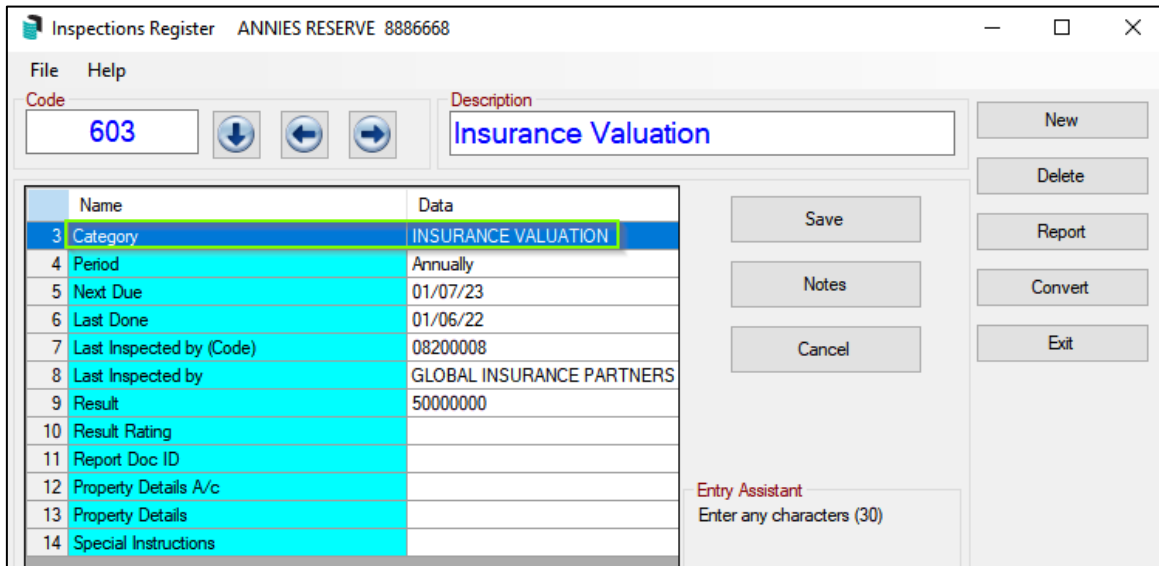 Inspections Register ANNIES RESERVE 8886668
File Help
Code
603
Description
Insurance Valuation
New
Delete
Report
Convert
Exit
Name Data
3 Category INSURANCE VALUATION
4 Period Annually
5 Next Due 01/07/23
6 Last Done 01/06/22
7 Last Inspected by (Code) 08200008
8 Last Inspected by GLOBAL INSURANCE PARTNERS
9 Result 50000000
10 Result Rating
11 Report Doc ID
12 Property Details A/c
13 Property Details
14 Special Instructions
Save
Notes
Cancel
Entry Assistant
Enter any characters (30)